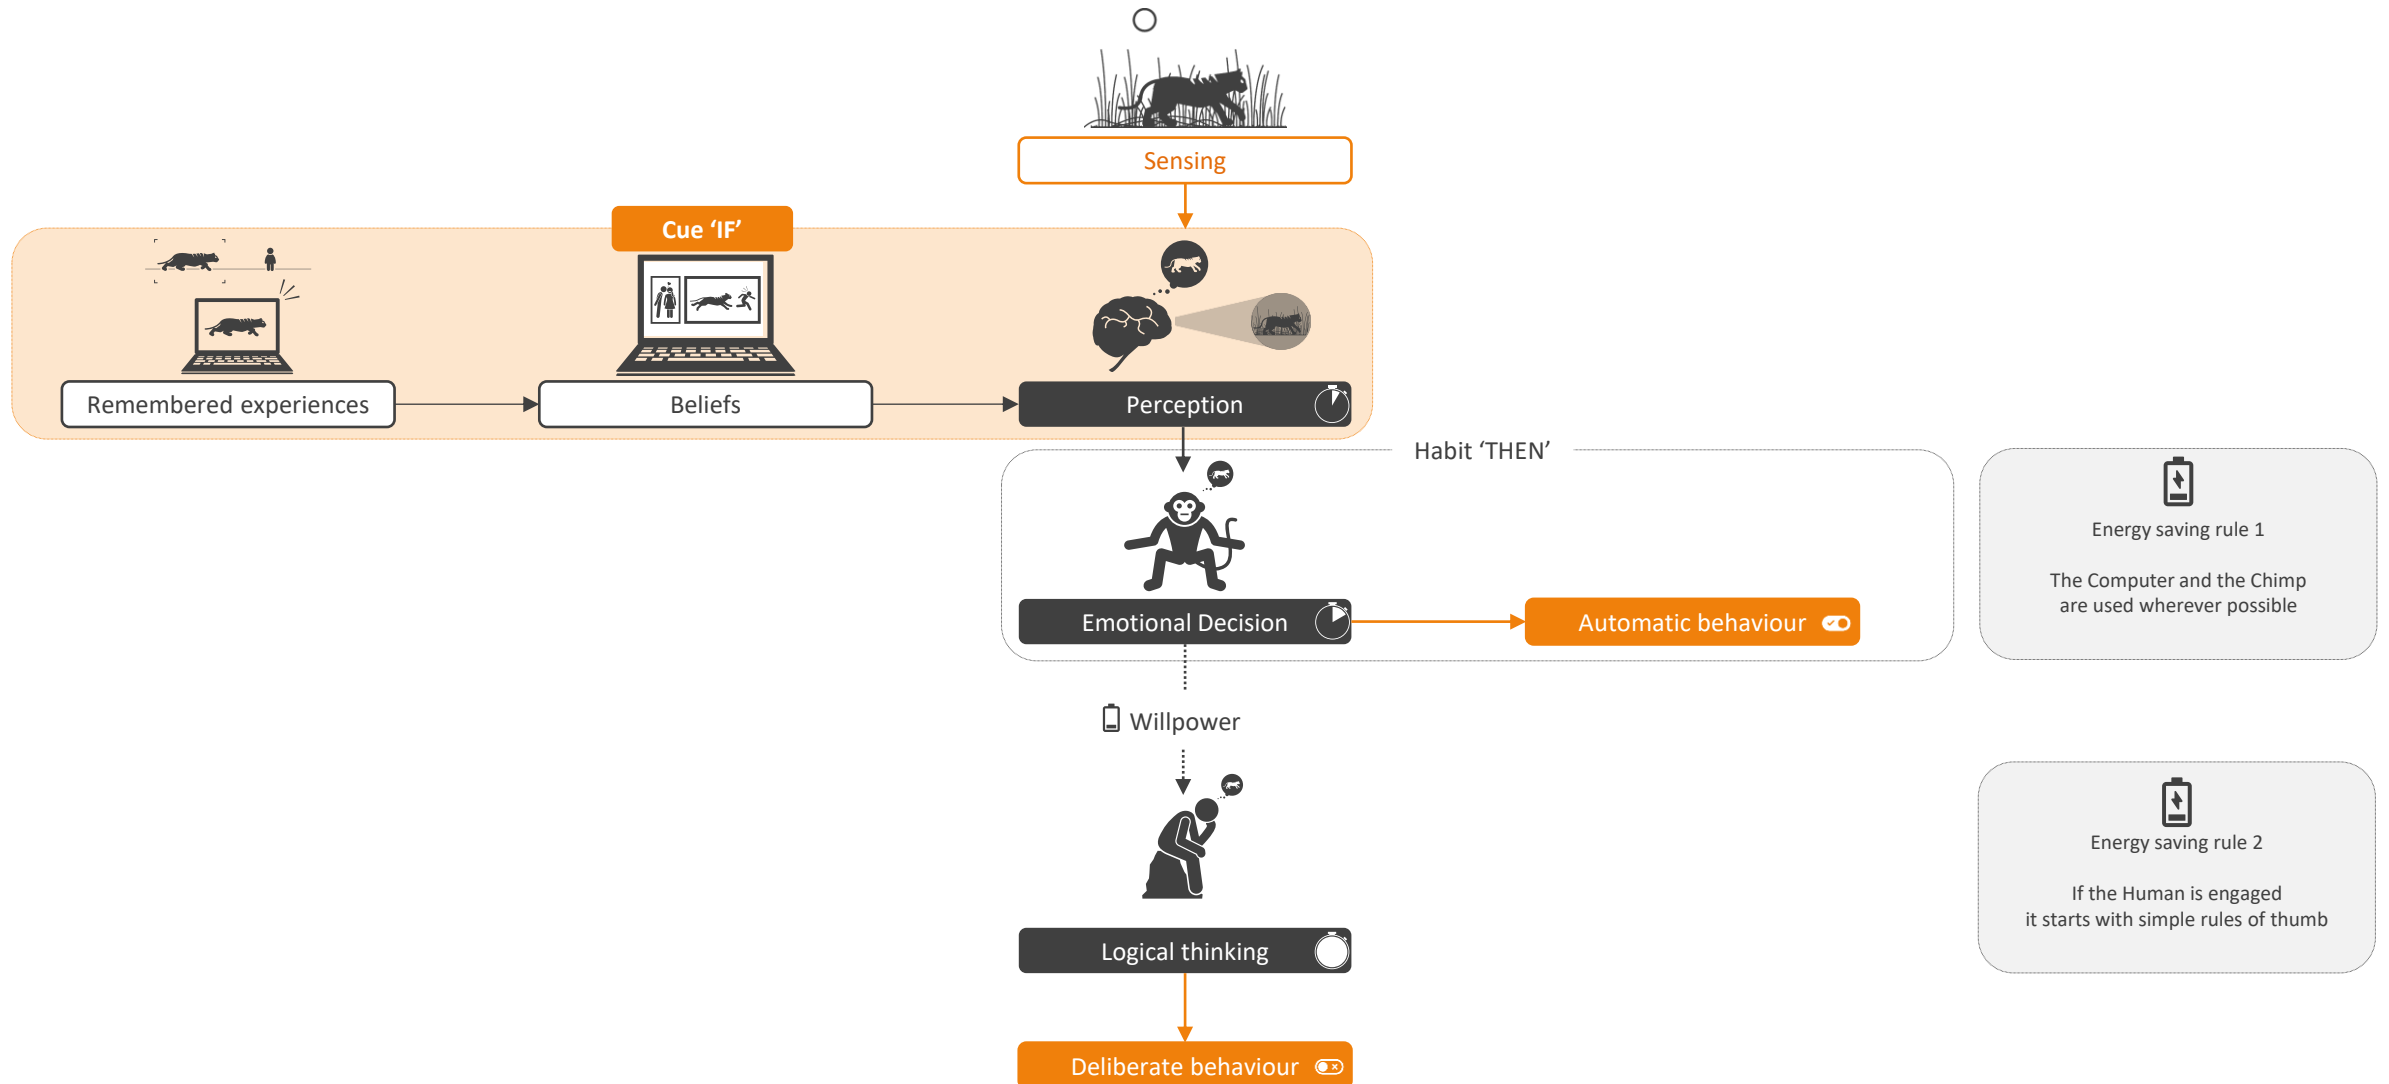 Sensing
Cue ‘IF’
Remembered experiences
Beliefs
Perception
Habit ‘THEN’
Emotional Decision
Automatic behaviour
Energy saving rule 1
The Computer and the Chimp
are used wherever possible
Willpower
Logical thinking
Deliberate behaviour
Energy saving rule 2
If the Human is engaged
it starts with simple rules of thumb